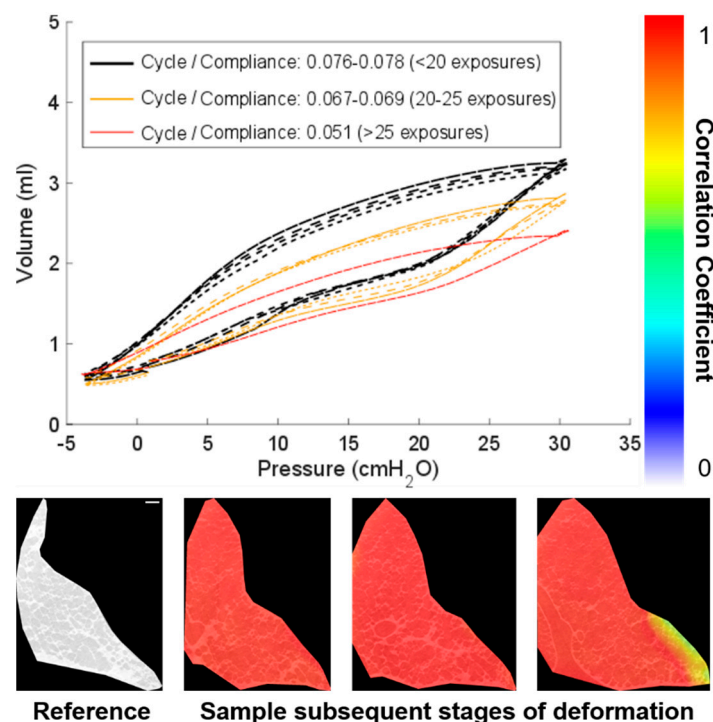 5
4
3
2
1
0
Volume (ml)
Cycle / Compliance: 0.076-0.078 (<20 exposures)
Cycle / Compliance: 0.067-0.069 (20-25 exposures)
Cycle / Compliance: 0.051 (>25 exposures)
-5 0 5 10 15 20 25 30 35
Pressure (cmH₂O)
1
Correlation Coefficient
0
Reference
Sample subsequent stages of deformation